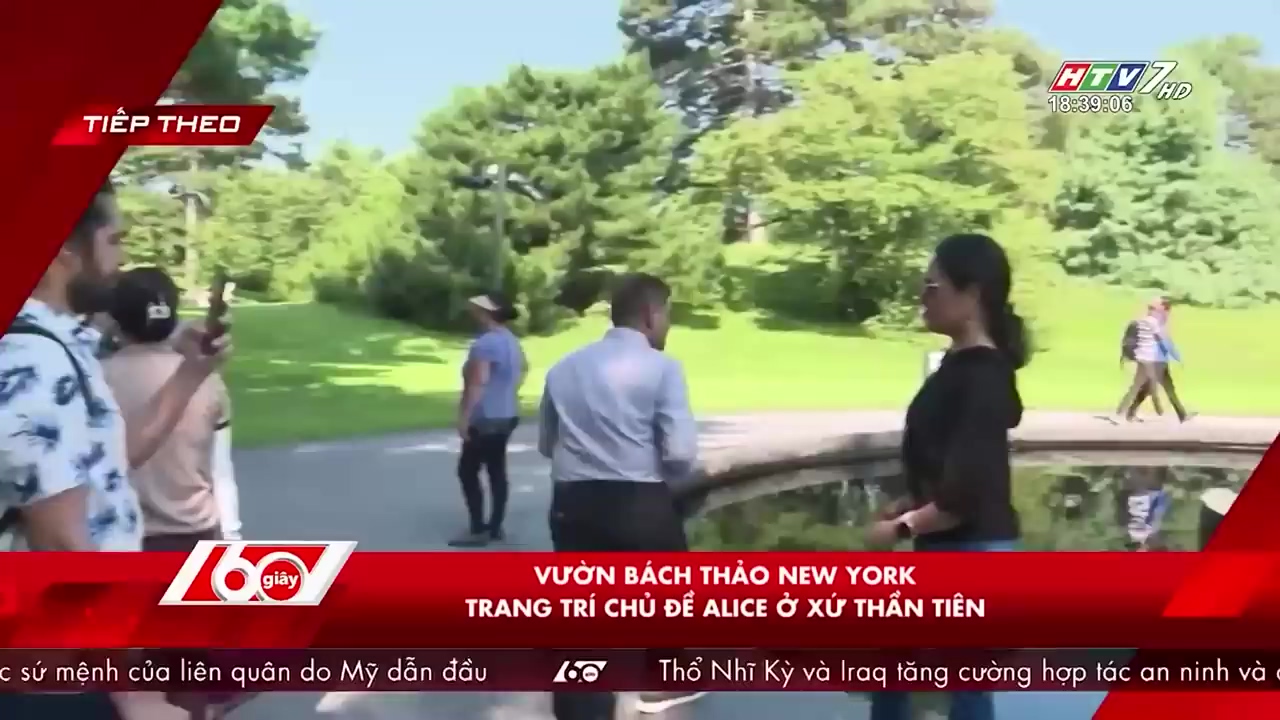 HTV7 HD
18:39:06
TIẾP THEO
60 giây
VƯỜN BÁCH THẢO NEW YORK
TRANG TRÍ CHỦ ĐỀ ALICE Ở XỨ THẦN TIÊN
sứ mệnh của liên quân do Mỹ dẫn đầu
60 giây
Thổ Nhĩ Kỳ và Iraq tăng cường hợp tác an ninh và